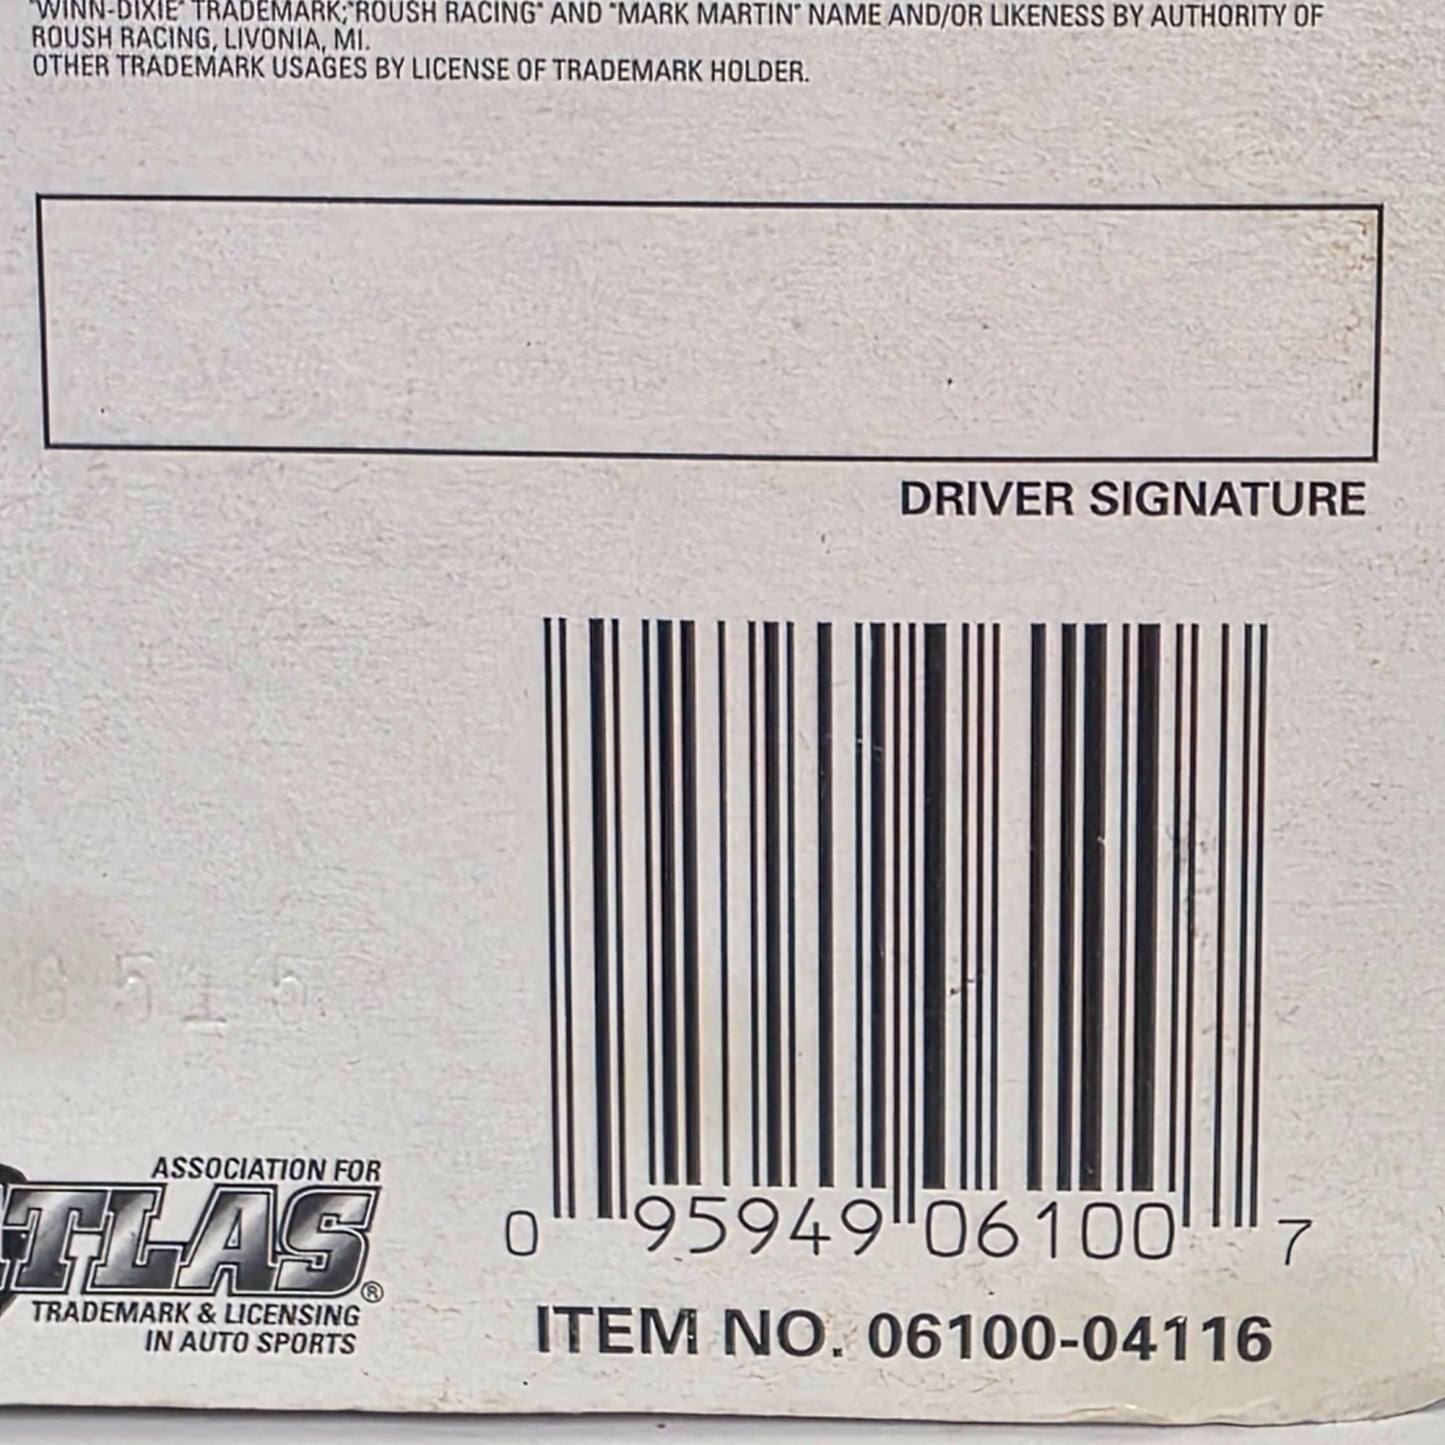 "WINN-DIXIE" TRADEMARK;"ROUSH RACING" AND "MARK MARTIN" NAME AND/OR LIKENESS BY AUTHORITY OF
ROUSH RACING, LIVONIA, MI.
OTHER TRADEMARK USAGES BY LICENSE OF TRADEMARK HOLDER.
DRIVER SIGNATURE
515
ASSOCIATION FOR
ATLAS®
TRADEMARK & LICENSING
IN AUTO SPORTS
0 95949 06100 7
ITEM NO. 06100-04116